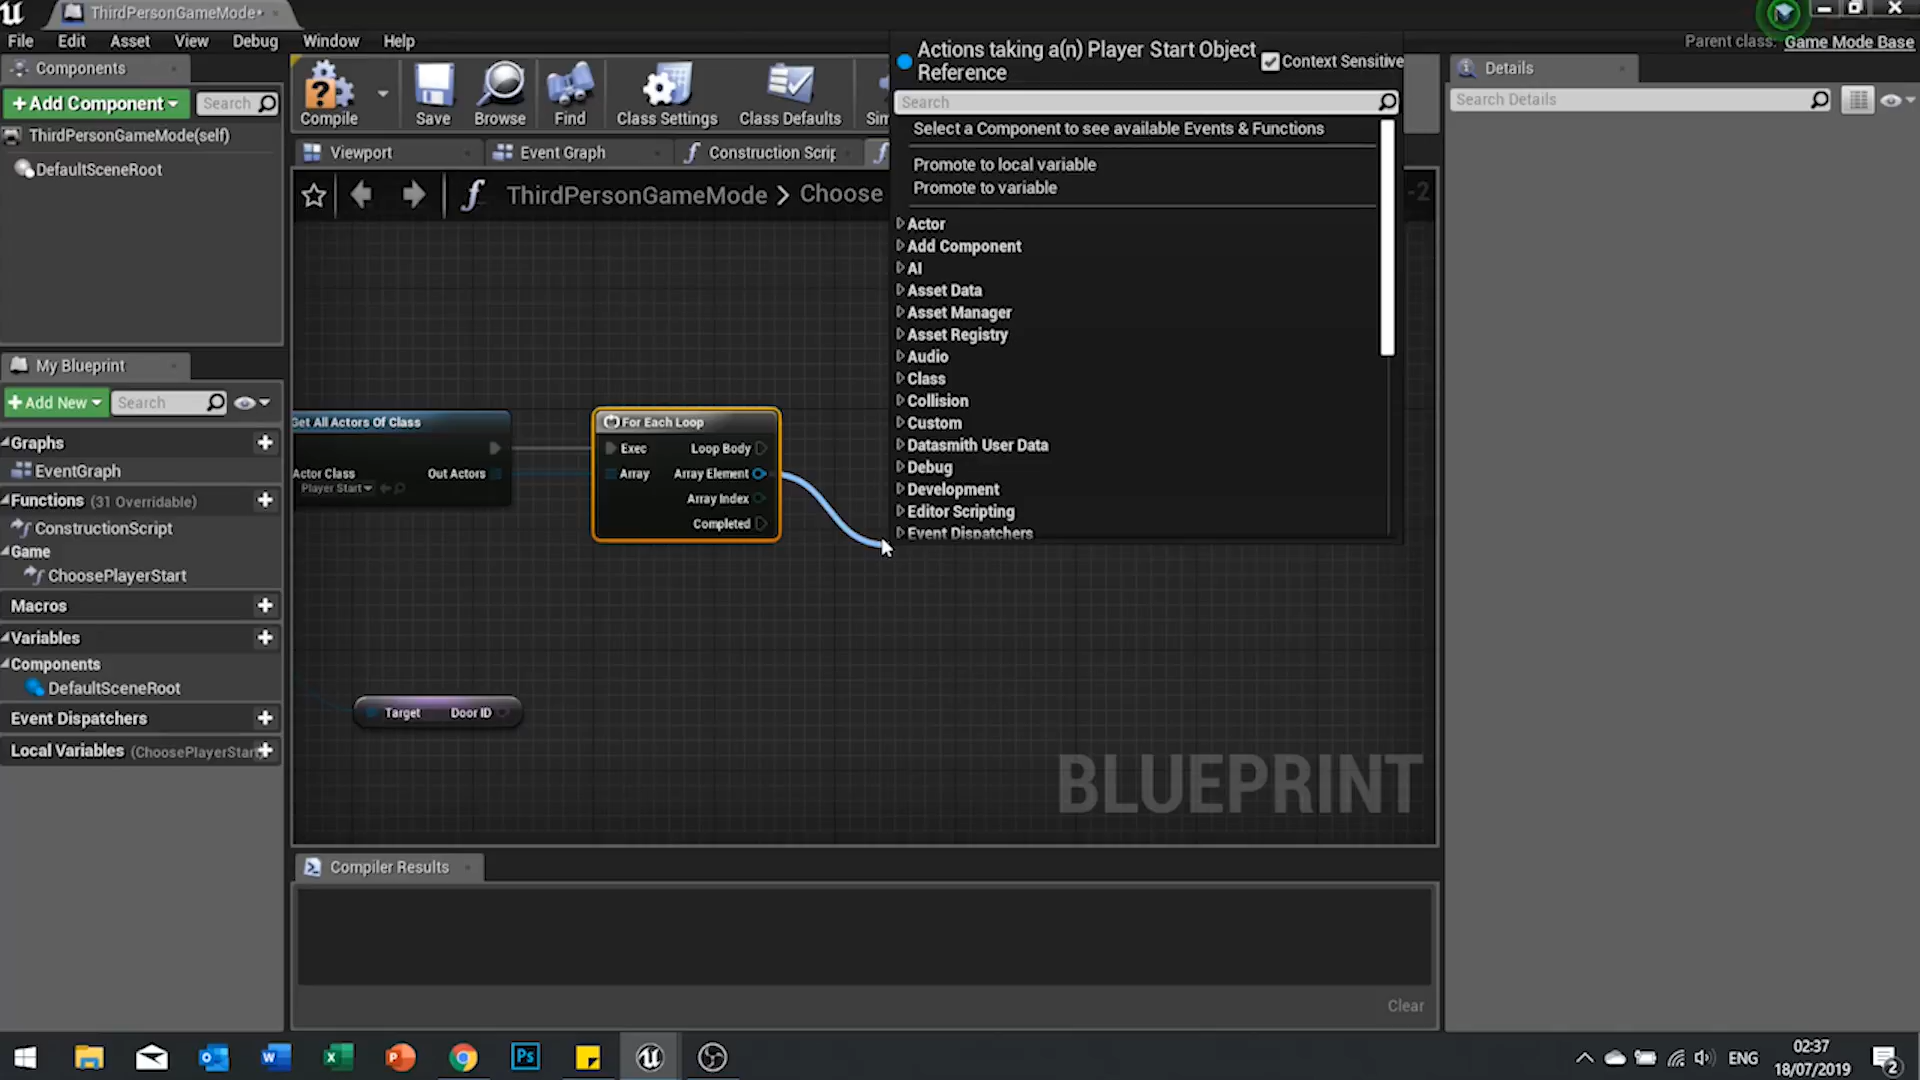 ThirdPersonGameMode*
File Edit Asset View Debug Window Help
Parent class: Game Mode Base
Components
+Add Component
Search
ThirdPersonGameMode(self)
DefaultSceneRoot
My Blueprint
+Add New
Search
Graphs
EventGraph
Functions (31 Overridable)
ConstructionScript
Game
ChoosePlayerStart
Macros
Variables
Components
DefaultSceneRoot
Event Dispatchers
Local Variables (ChoosePlayerStart
Compile Save Browse Find Class Settings Class Defaults Sim
Viewport Event Graph Construction Scrip
ThirdPersonGameMode > Choose
-2
Get All Actors Of Class
Actor Class
Player Start
Out Actors
For Each Loop
Exec Loop Body
Array Array Element
Array Index
Completed
Target Door ID
BLUEPRINT
Actions taking a(n) Player Start Object
Reference
Context Sensitive
Search
Select a Component to see available Events & Functions
Promote to local variable
Promote to variable
Actor
Add Component
AI
Asset Data
Asset Manager
Asset Registry
Audio
Class
Collision
Custom
Datasmith User Data
Debug
Development
Editor Scripting
Event Dispatchers
Compiler Results
Clear
Details
Search Details
Ps
ENG
02:37
18/07/2019
2